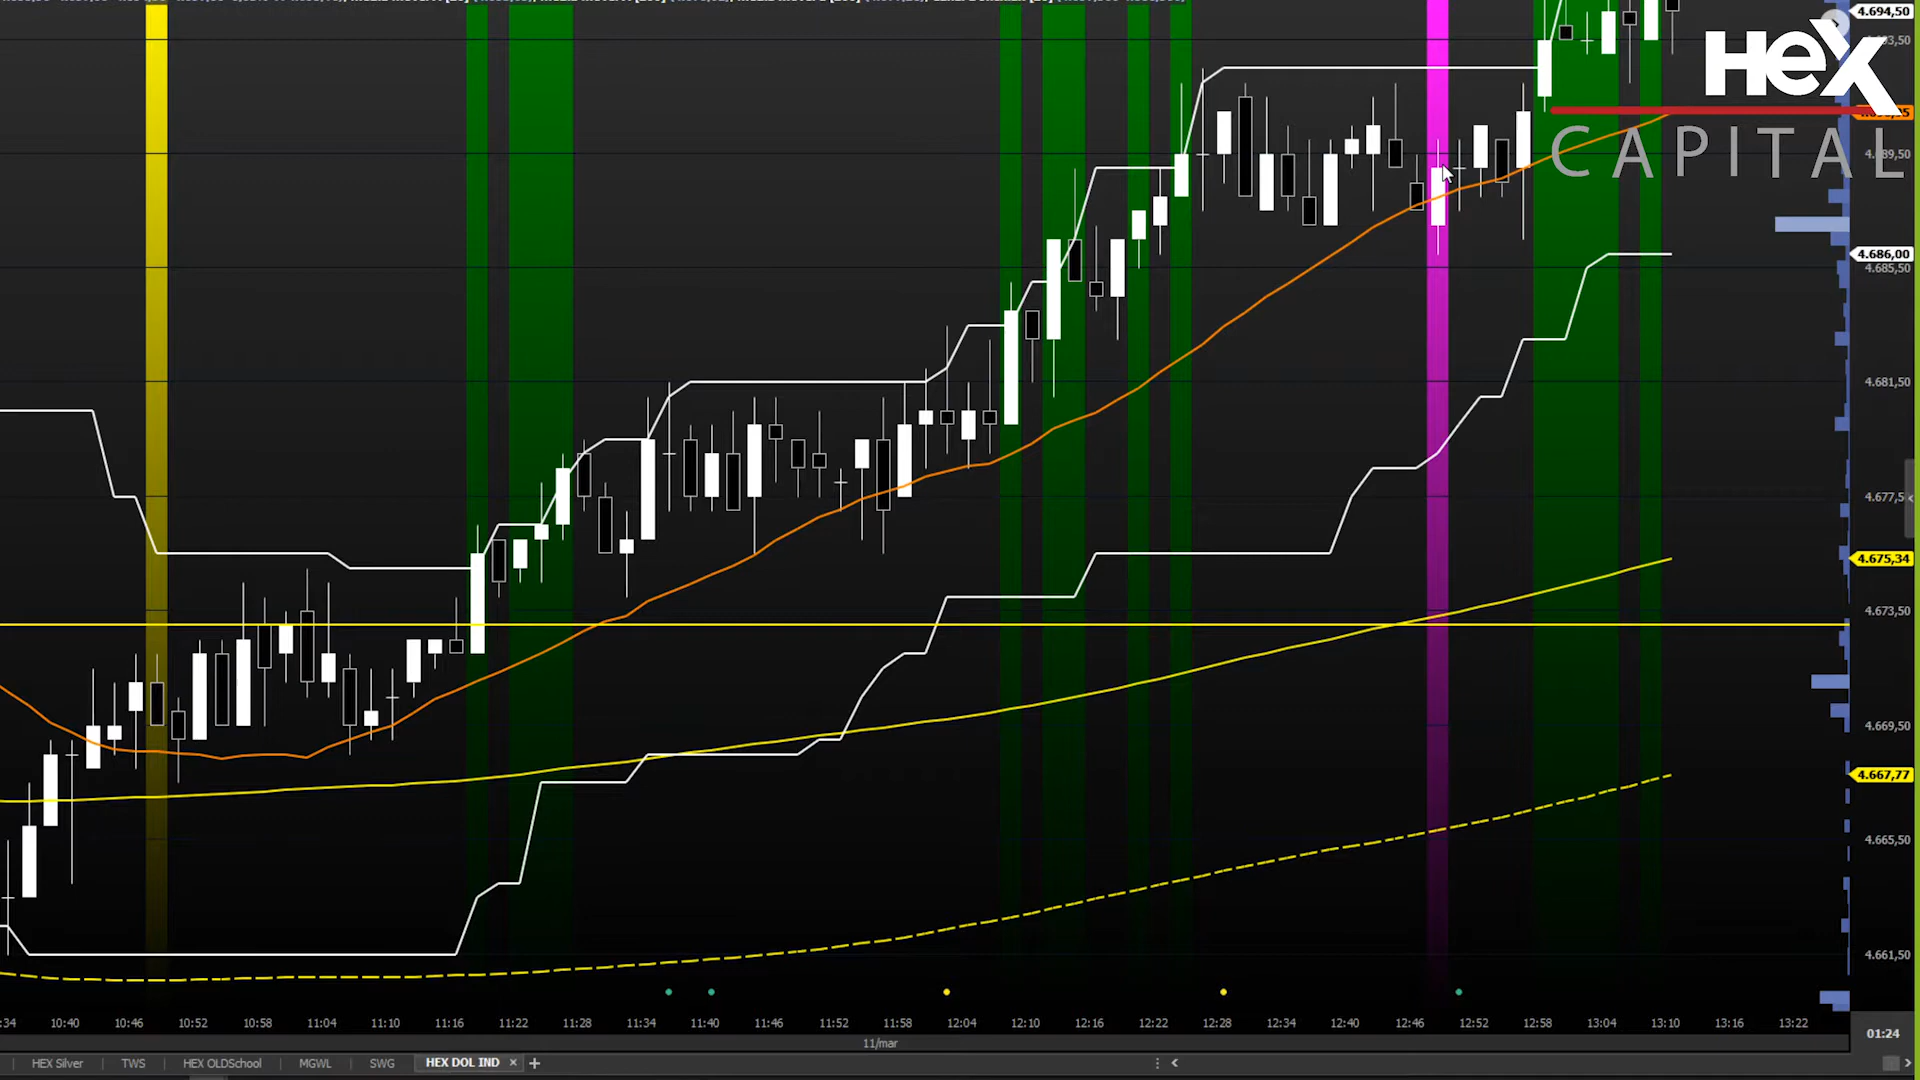 4.694,50
HEX
CAPITAL
4.689,50
4.686,00
4.685,50
4.681,50
4.677,5
4.675,34
4.673,50
4.669,50
4.667,77
4.665,50
4.661,50
:34 10:40 10:46 10:52 10:58 11:04 11:10 11:16 11:22 11:28 11:34 11:40 11:46 11:52 11:58 12:04 12:10 12:16 12:22 12:28 12:34 12:40 12:46 12:52 12:58 13:04 13:10 13:16 13:22
01:24
11/mar
HEX Silver TWS HEX OLDSchool MGWL SWG HEX DOL IND × +